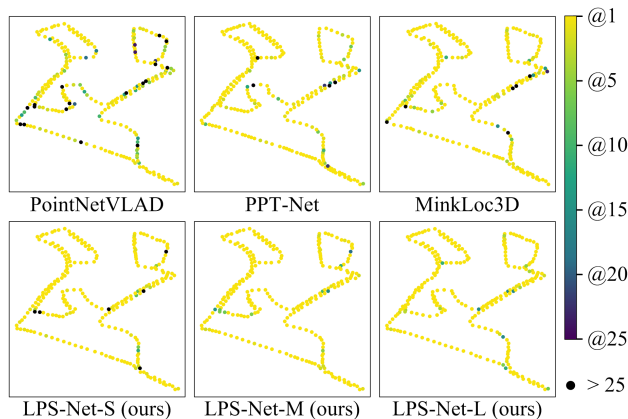 PointNetVLAD
PPT-Net
MinkLoc3D
LPS-Net-S (ours)
LPS-Net-M (ours)
LPS-Net-L (ours)
@1
@5
@10
@15
@20
@25
> 25